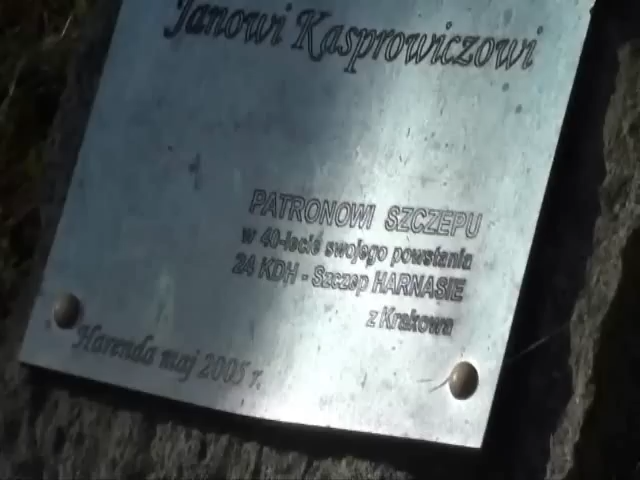 Janowi Kasprowiczowi
PATRONOWI SZCZEPU
w 40-lecie swojego powstania
24 KDH - Szczep HARNASIE
z Krakowa
Harenda maj 2005 r.